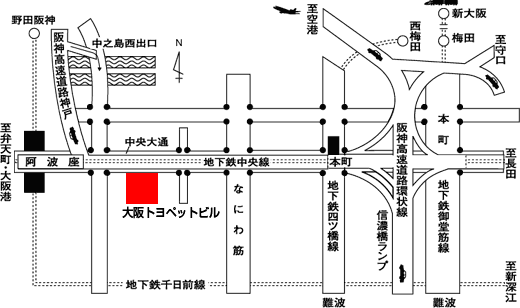 至空港
西梅田
新大阪
梅田
至守口
野田阪神
中之島西出口
N
阪神高速道路神戸
至弁天町・大阪港
中央大通
阿波座
地下鉄中央線
本町
本町
阪神高速道路環状線
至長田
大阪トヨペットビル
なにわ筋
地下鉄四ツ橋線
信濃橋ランプ
地下鉄御堂筋線
地下鉄千日前線
至新深江
難波
難波